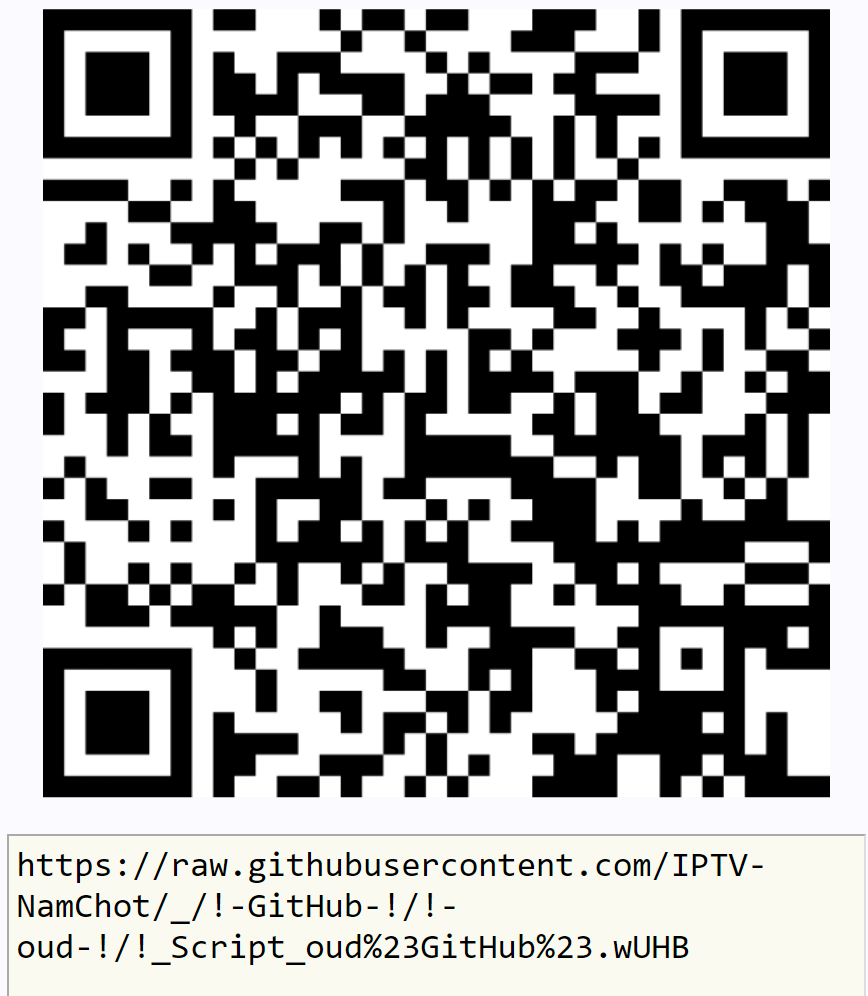 https://raw.githubusercontent.com/IPTV-
NamChot/_/!-GitHub-!/!-
oud-!/!_Script_oud%23GitHub%23.wUHB